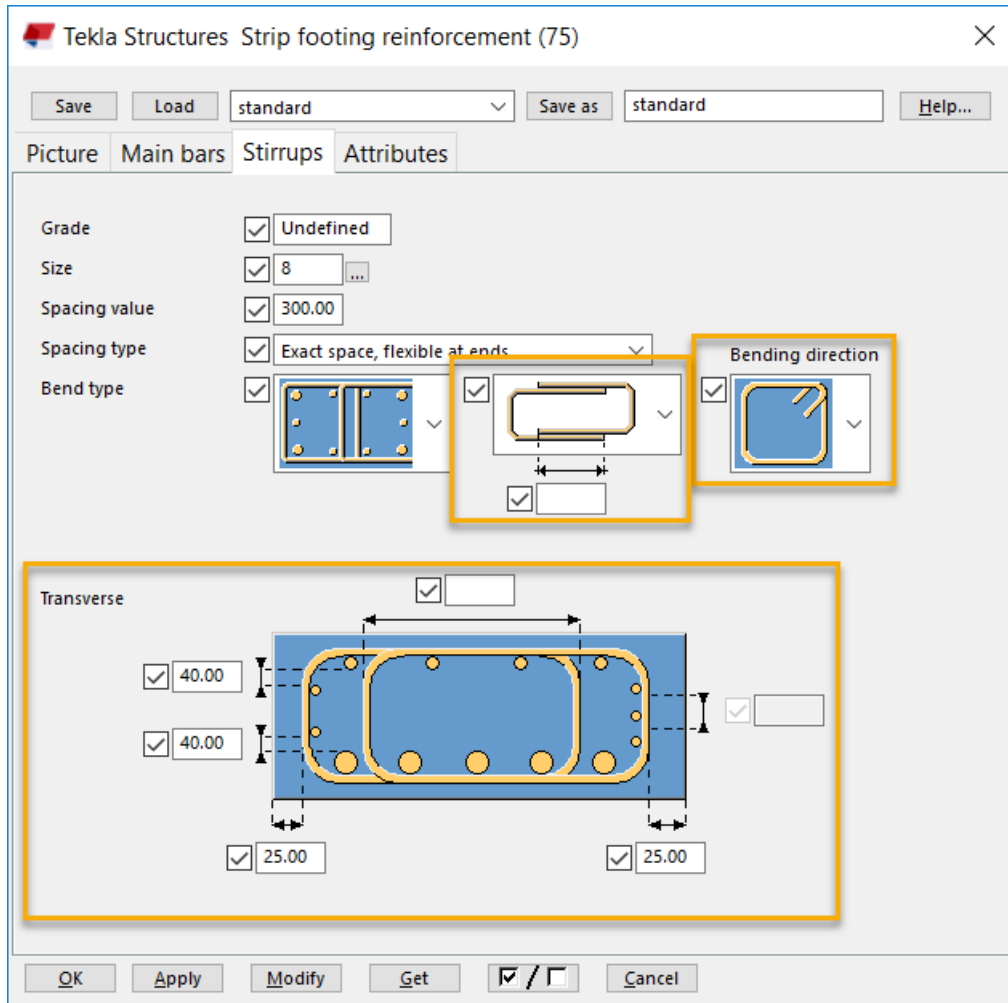 Tekla Structures Strip footing reinforcement (75)
Save Load standard Save as standard Help...
Picture Main bars Stirrups Attributes
Grade Undefined
Size 8 ...
Spacing value 300.00
Spacing type Exact space, flexible at ends
Bending direction
Bend type
Transverse
40.00
40.00
25.00 25.00
OK Apply Modify Get / Cancel